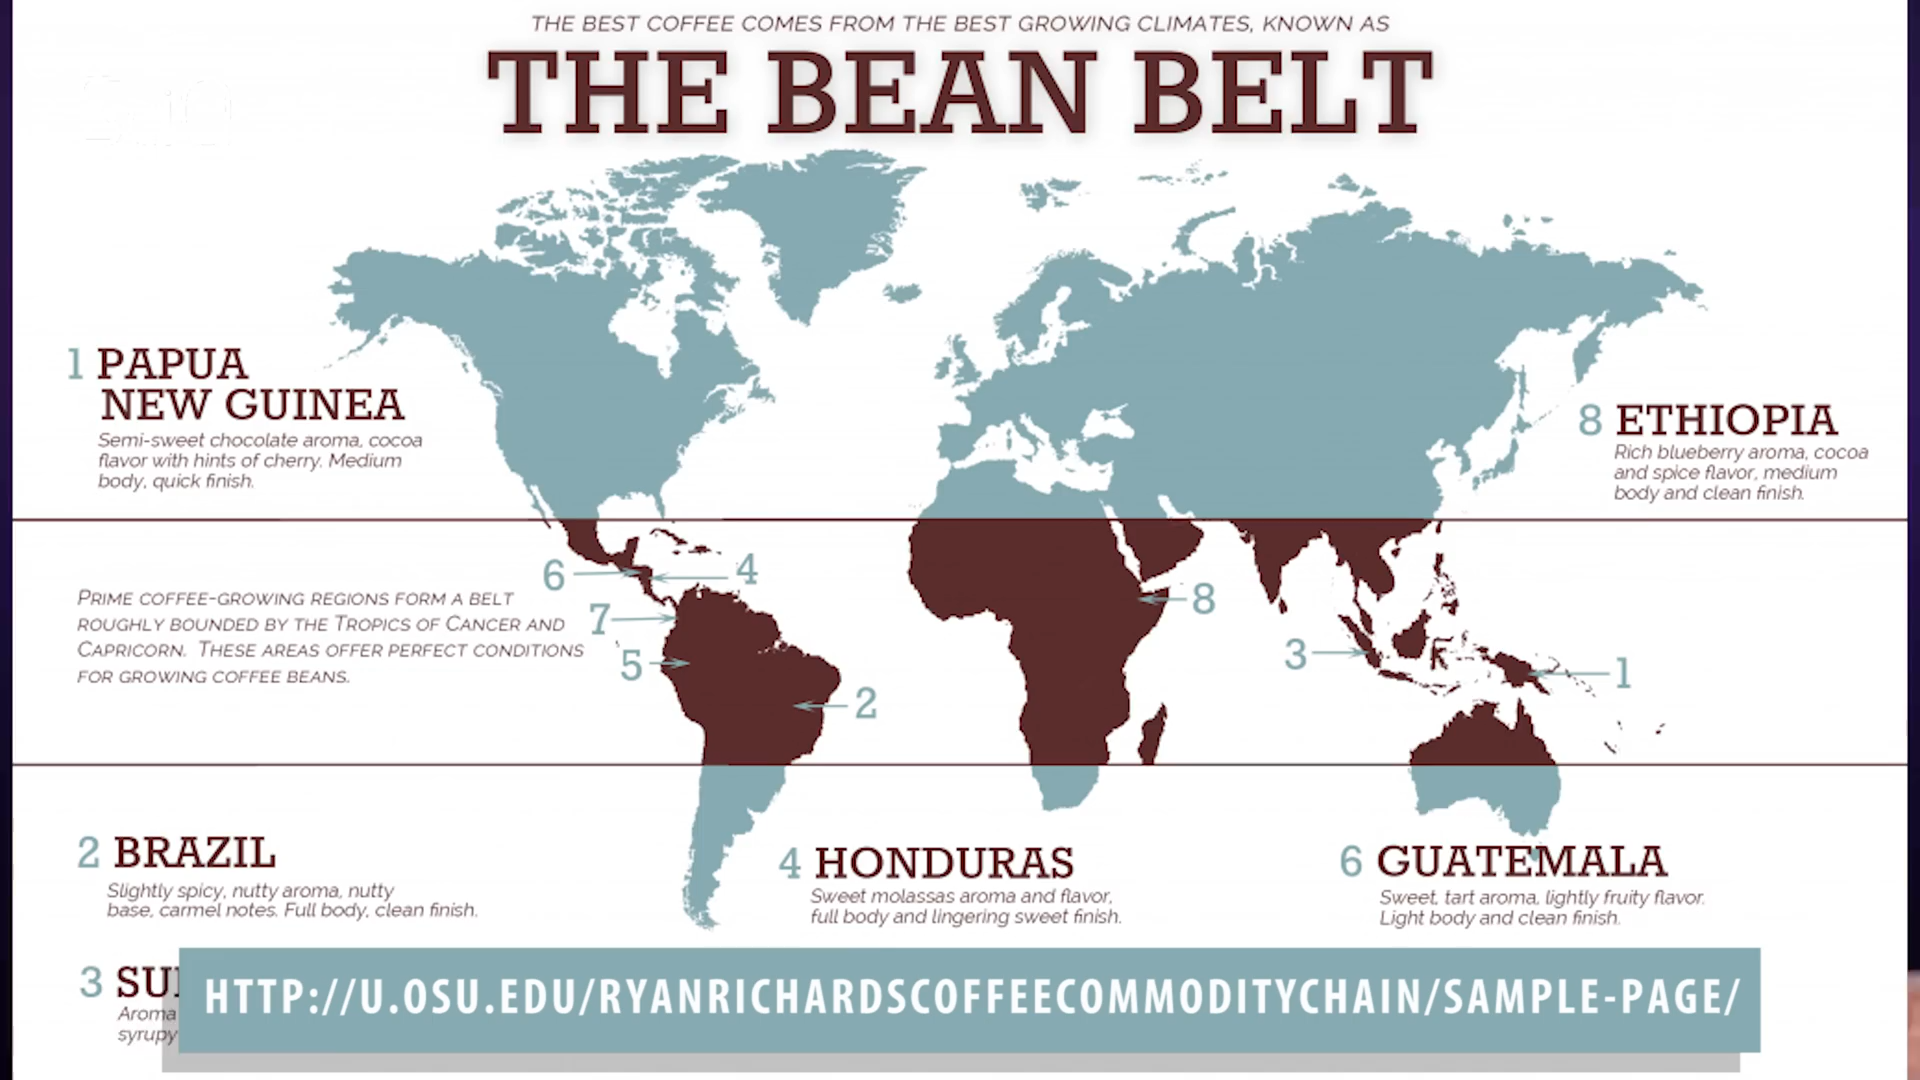 THE BEST COFFEE COMES FROM THE BEST GROWING CLIMATES, KNOWN AS
THE BEAN BELT
1 PAPUA
NEW GUINEA
Semi-sweet chocolate aroma, cocoa
flavor with hints of cherry. Medium
body, quick finish.
8 ETHIOPIA
Rich blueberry aroma, cocoa
and spice flavor, medium
body and clean finish.
6
4
7
5
2
8
3
1
PRIME COFFEE-GROWING REGIONS FORM A BELT
ROUGHLY BOUNDED BY THE TROPICS OF CANCER AND
CAPRICORN. THESE AREAS OFFER PERFECT CONDITIONS
FOR GROWING COFFEE BEANS.
2 BRAZIL
Slightly spicy, nutty aroma, nutty
base, carmel notes. Full body, clean finish.
4 HONDURAS
Sweet molassas aroma and flavor,
full body and lingering sweet finish.
6 GUATEMALA
Sweet, tart aroma, lightly fruity flavor.
Light body and clean finish.
3
Aroma
syrupy
HTTP://U.OSU.EDU/RYANRICHARDSCOFFEECOMMODITYCHAIN/SAMPLE-PAGE/